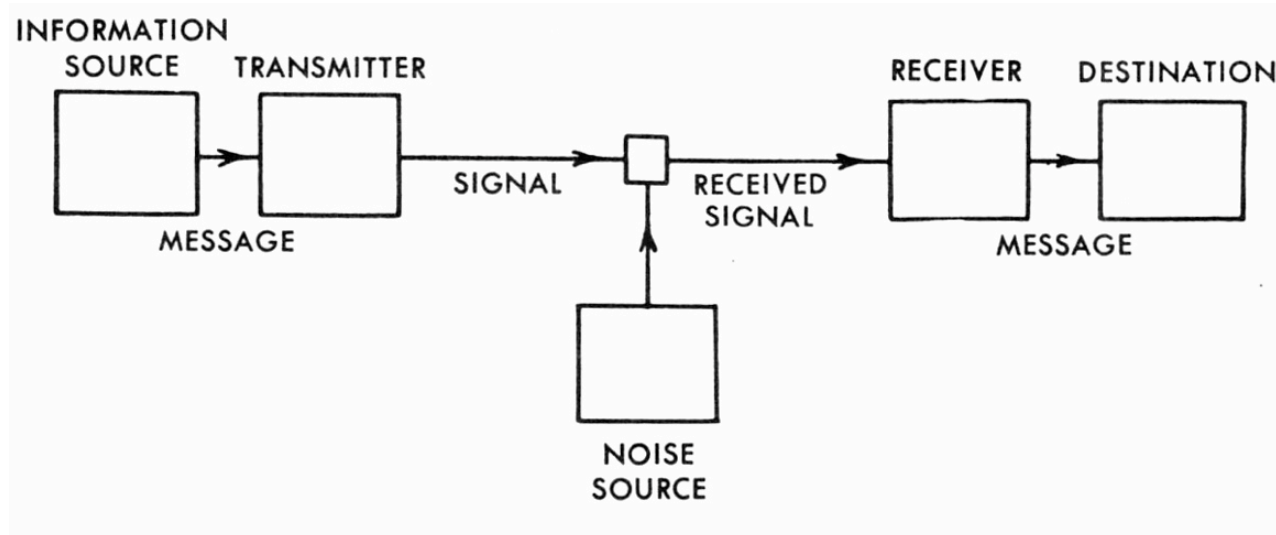 INFORMATION
SOURCE
TRANSMITTER
RECEIVER
DESTINATION
SIGNAL
RECEIVED
SIGNAL
MESSAGE
MESSAGE
NOISE
SOURCE